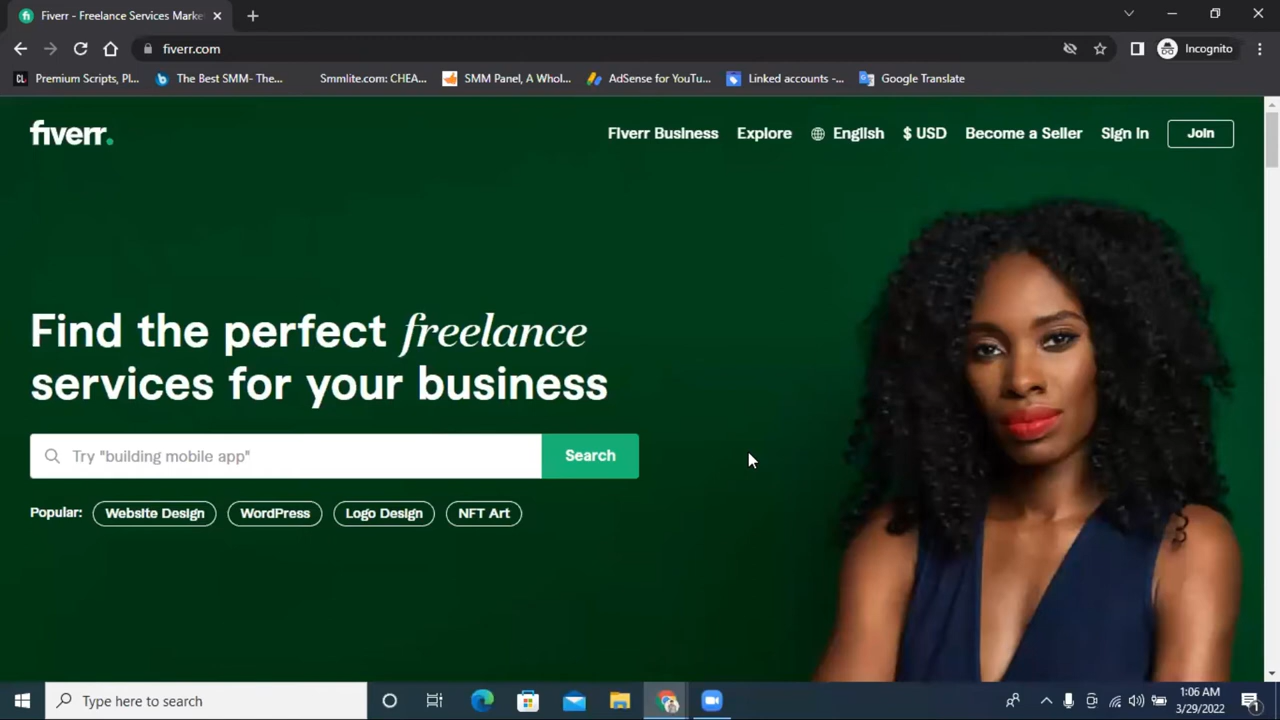 Fiverr - Freelance Services Marke
fiverr.com
Incognito
Premium Scripts, Pl...
The Best SMM- The...
Smmlite.com: CHEA...
SMM Panel, A Whol...
AdSense for YouTu...
Linked accounts -...
Google Translate
fiverr.
Fiverr Business
Explore
English
$ USD
Become a Seller
Sign In
Join
Find the perfect freelance
services for your business
Try "building mobile app"
Search
Popular:
Website Design
WordPress
Logo Design
NFT Art
Type here to search
1:06 AM
3/29/2022
1